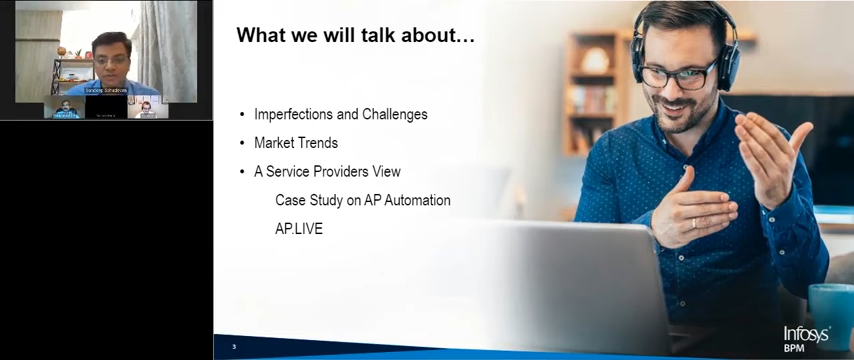 What we will talk about…
• Imperfections and Challenges
• Market Trends
• A Service Providers View
Case Study on AP Automation
AP.LIVE
3
Infosys
BPM